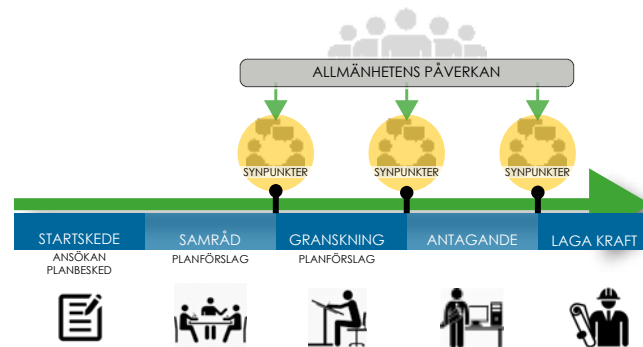 ALLMÄNHETENS PÅVERKAN
SYNPUNKTER SYNPUNKTER SYNPUNKTER
STARTSKEDE SAMRÅD GRANSKNING ANTAGANDE LAGA KRAFT
ANSÖKAN PLANFÖRSLAG PLANFÖRSLAG
PLANBESKED